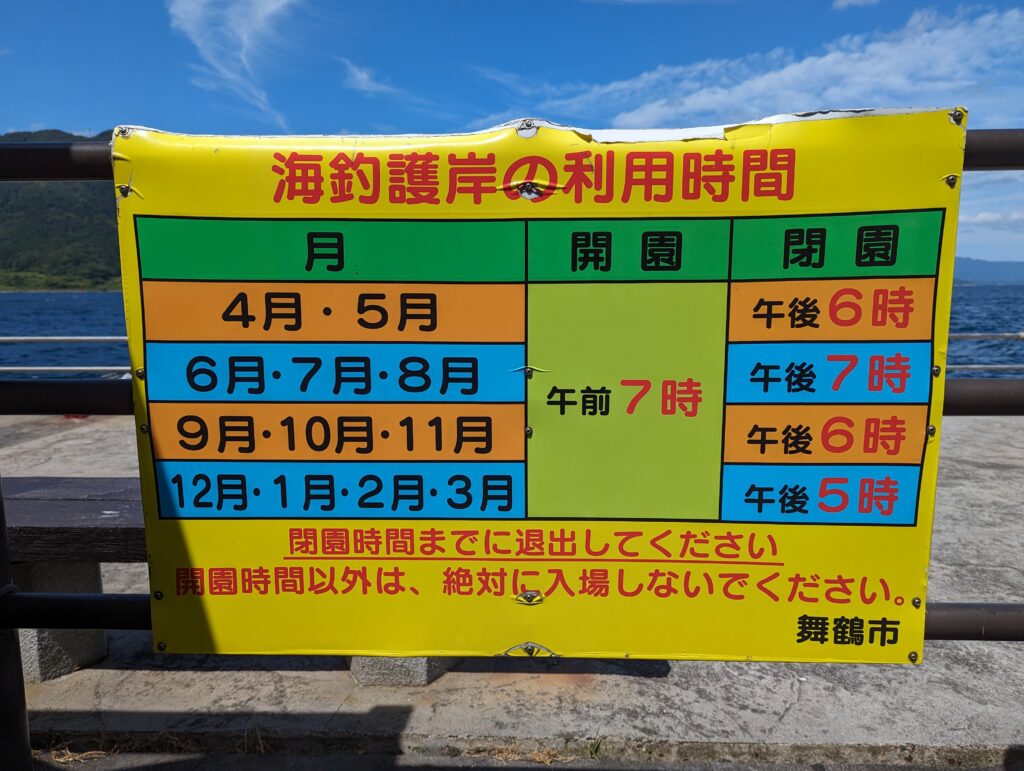 海釣護岸の利用時間
月 開園 閉園
4月・5月 午後6時
6月・7月・8月 午前7時 午後7時
9月・10月・11月 午後6時
12月・1月・2月・3月 午後5時
閉園時間までに退出してください
開園時間以外は、絶対に入場しないでください。
舞鶴市